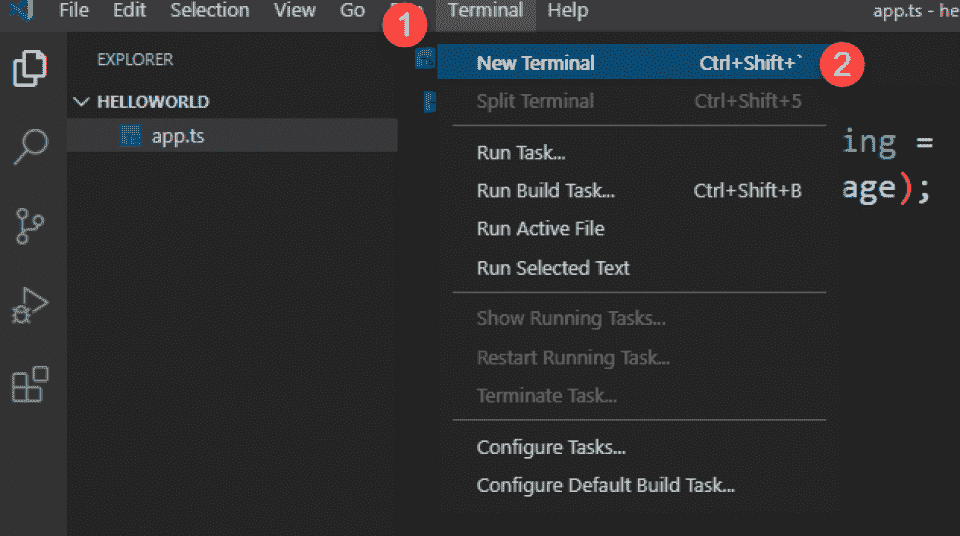 File Edit Selection View Go Terminal Help app.ts - he
1
EXPLORER
New Terminal Ctrl+Shift+` 2
HELLOWORLD
Split Terminal Ctrl+Shift+5
app.ts
ing =
Run Task...
Run Build Task... Ctrl+Shift+B
age);
Run Active File
Run Selected Text
Show Running Tasks...
Restart Running Task...
Terminate Task...
Configure Tasks...
Configure Default Build Task...